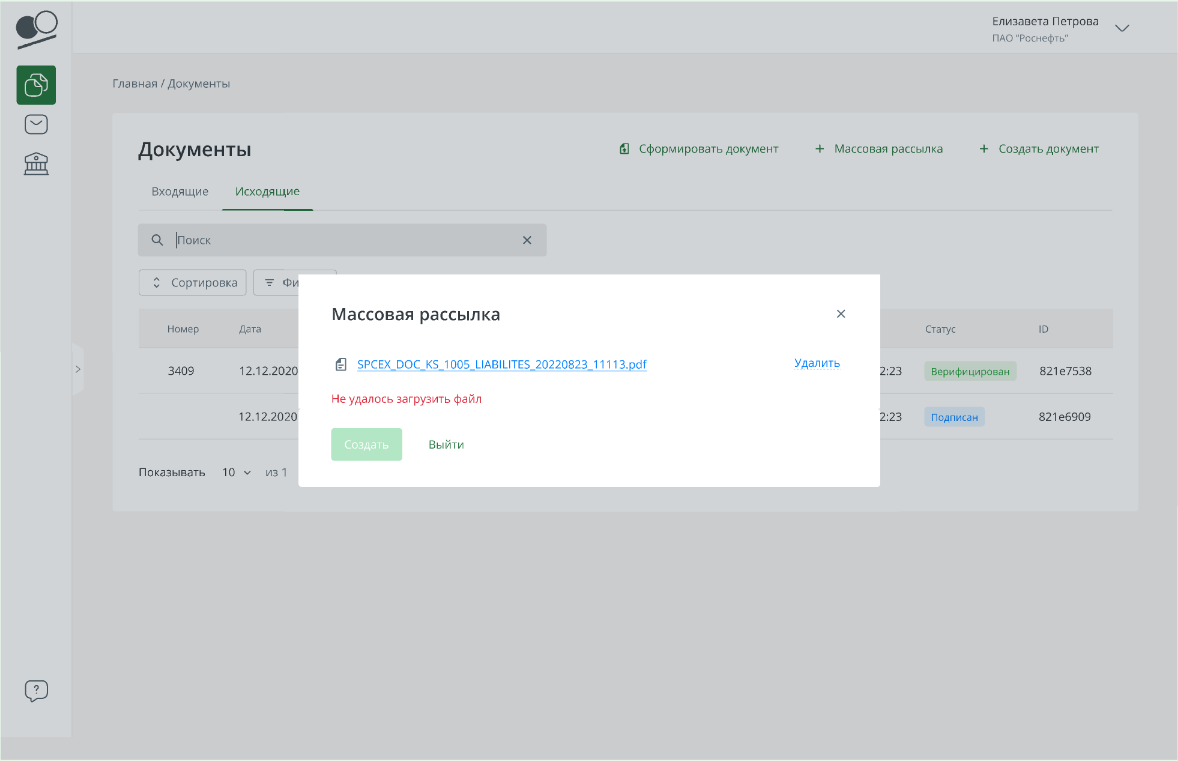 Елизавета Петрова
ПАО "Роснефть"
Главная / Документы
Документы
Сформировать документ
+ Массовая рассылка
+ Создать документ
Входящие Исходящие
Поиск
Сортировка
Массовая рассылка
Номер Дата Статус ID
SPCEX_DOC_KS_1005_LIABILITES_20220823_11113.pdf Удалить
3409 12.12.2020 2:23 Верифицирован 821e7538
Не удалось загрузить файл
12.12.2020 2:23 Подписан 821e6909
Создать Выйти
Показывать 10 из 1
?